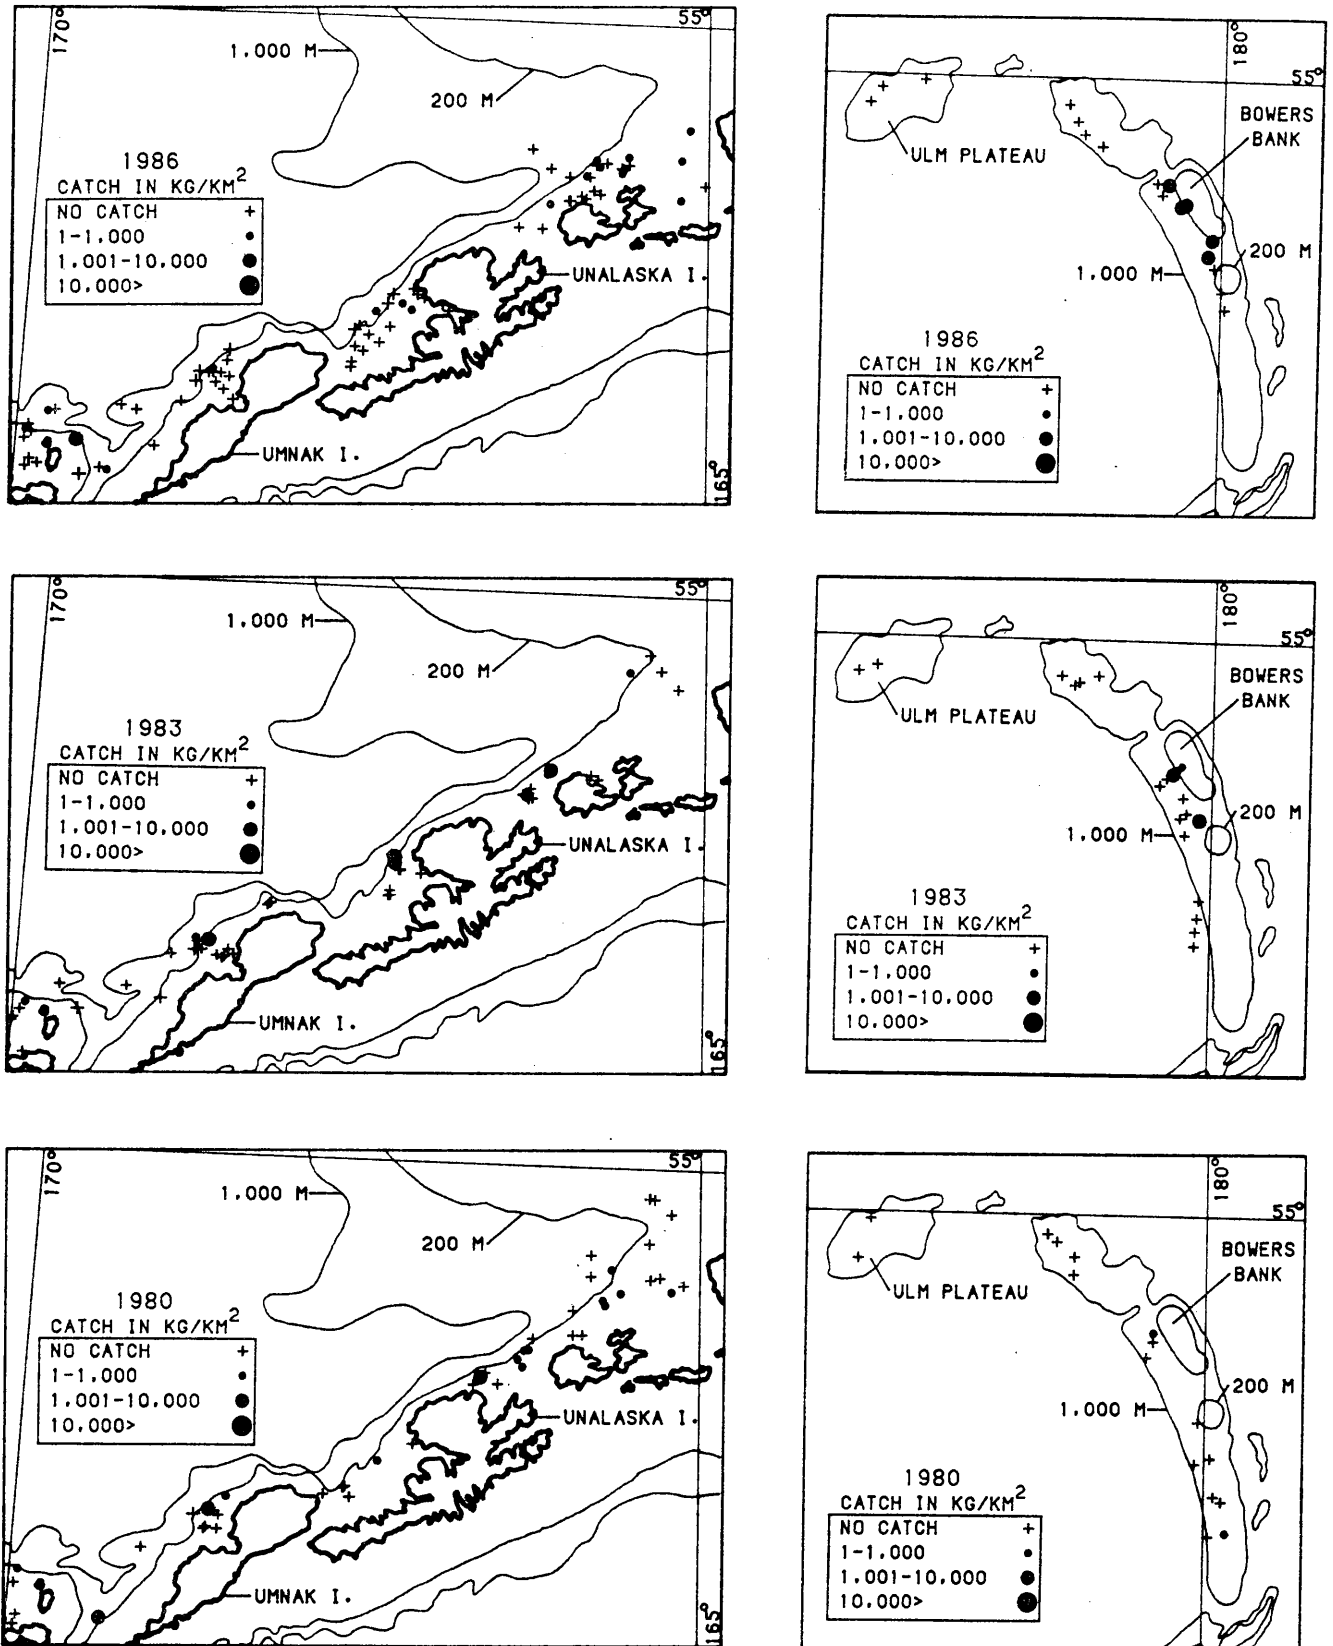 170°
55°
1.000 M
200 M
1986
CATCH IN KG/KM2
NO CATCH +
1-1.000
1.001-10.000
10.000>
UNALASKA I.
UMNAK I.
165°
180°
55°
BOWERS
BANK
ULM PLATEAU
200 M
1.000 M
1986
CATCH IN KG/KM2
NO CATCH +
1-1.000
1.001-10.000
10.000>
170°
55°
1.000 M
200 M
1983
CATCH IN KG/KM2
NO CATCH +
1-1.000
1.001-10.000
10.000>
UNALASKA I.
UMNAK I.
165°
180°
55°
BOWERS
BANK
ULM PLATEAU
200 M
1.000 M
1983
CATCH IN KG/KM2
NO CATCH +
1-1.000
1.001-10.000
10.000>
170°
55°
1.000 M
200 M
1980
CATCH IN KG/KM2
NO CATCH +
1-1.000
1.001-10.000
10.000>
UNALASKA I.
UMNAK I.
165°
180°
55°
BOWERS
BANK
ULM PLATEAU
200 M
1.000 M
1980
CATCH IN KG/KM2
NO CATCH +
1-1.000
1.001-10.000
10.000>